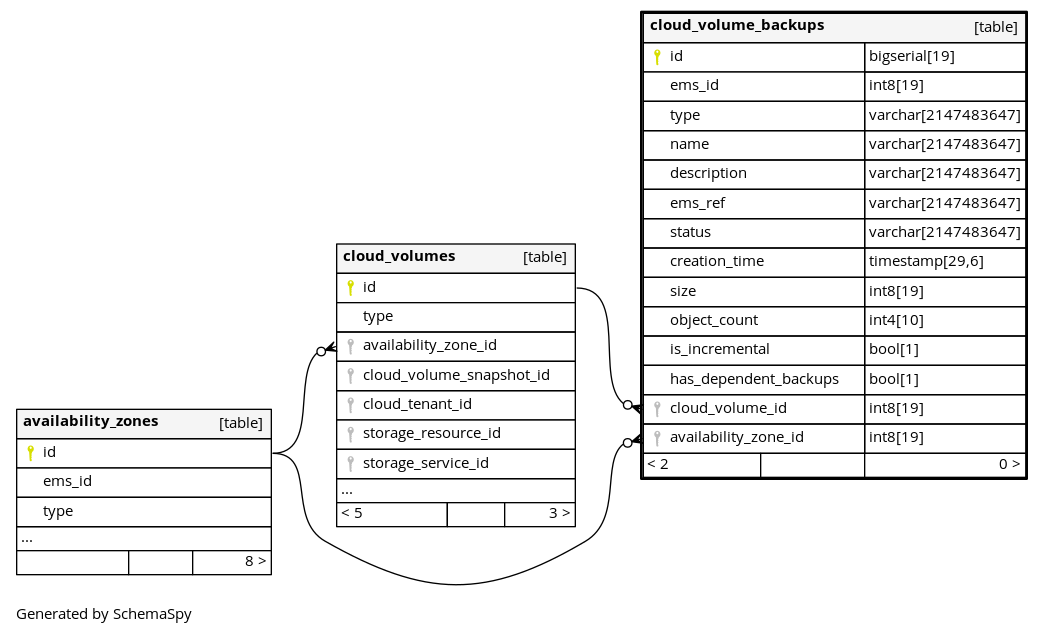 cloud_volume_backups [table]
id bigserial[19]
ems_id int8[19]
type varchar[2147483647]
name varchar[2147483647]
description varchar[2147483647]
ems_ref varchar[2147483647]
status varchar[2147483647]
creation_time timestamp[29,6]
size int8[19]
object_count int4[10]
is_incremental bool[1]
has_dependent_backups bool[1]
cloud_volume_id int8[19]
availability_zone_id int8[19]
< 2 0 >
cloud_volumes [table]
id
type
availability_zone_id
cloud_volume_snapshot_id
cloud_tenant_id
storage_resource_id
storage_service_id
...
< 5 3 >
availability_zones [table]
id
ems_id
type
...
8 >
Generated by SchemaSpy